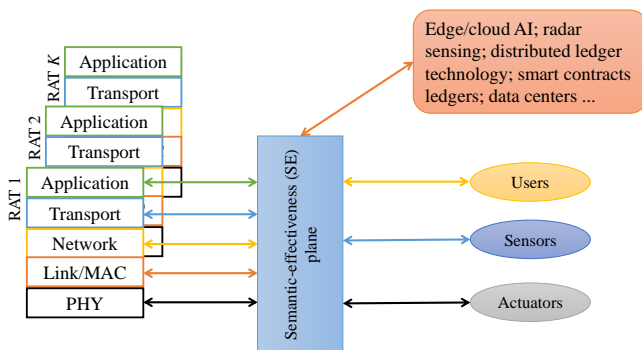 RAT K
Application
Transport
RAT 2
Application
Transport
RAT 1
Application
Transport
Network
Link/MAC
PHY
Semantic-effectiveness (SE)
plane
Edge/cloud AI; radar
sensing; distributed ledger
technology; smart contracts
ledgers; data centers ...
Users
Sensors
Actuators